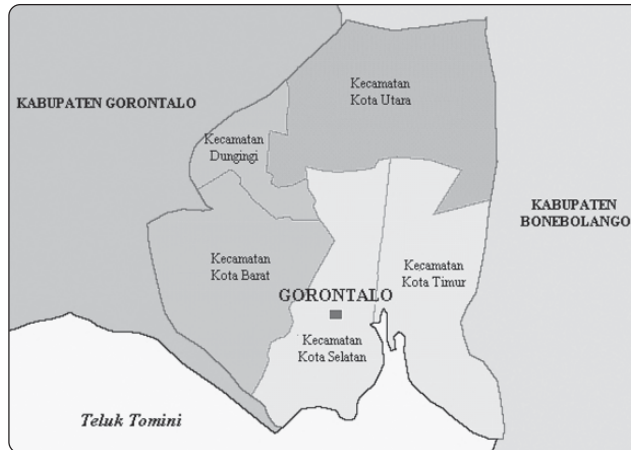 Kecamatan
Kota Utara
KABUPATEN GORONTALO
Kecamatan
Dungingi
KABUPATEN
BONEBOLANGO
Kecamatan
Kota Barat
Kecamatan
Kota Timur
GORONTALO
Kecamatan
Kota Selatan
Teluk Tomini